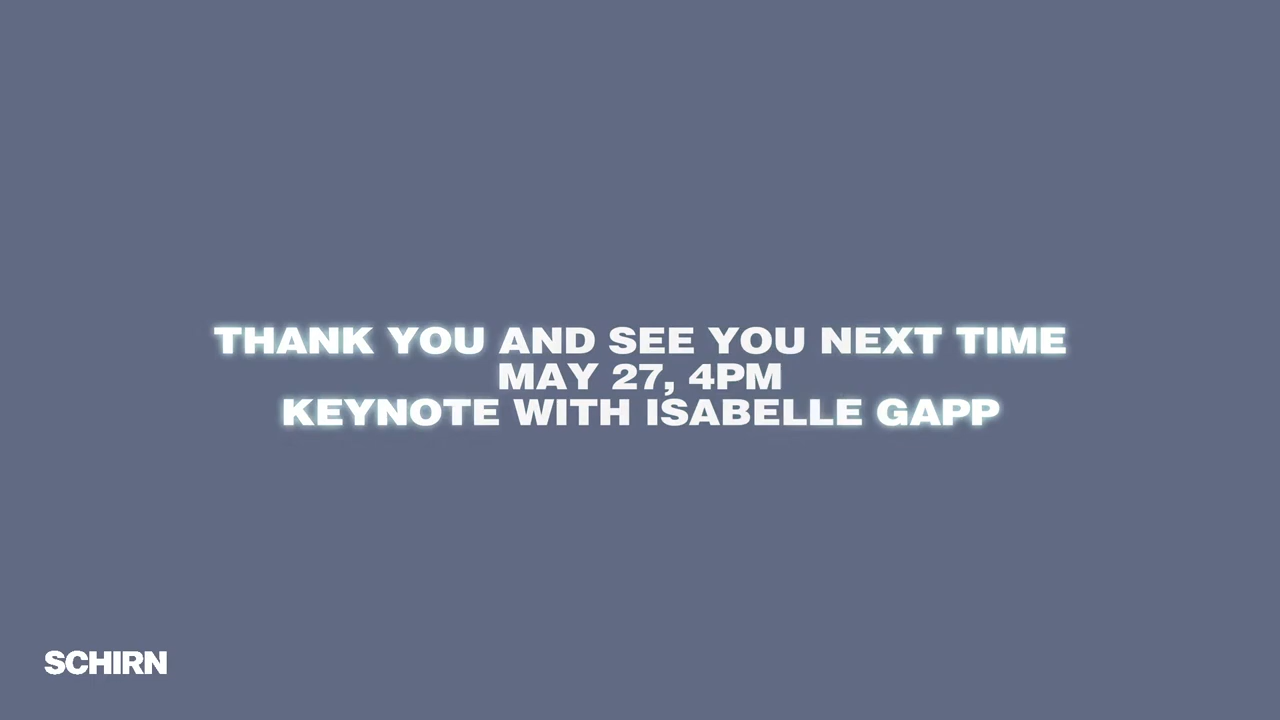 THANK YOU AND SEE YOU NEXT TIME
MAY 27, 4PM
KEYNOTE WITH ISABELLE GAPP
SCHIRN